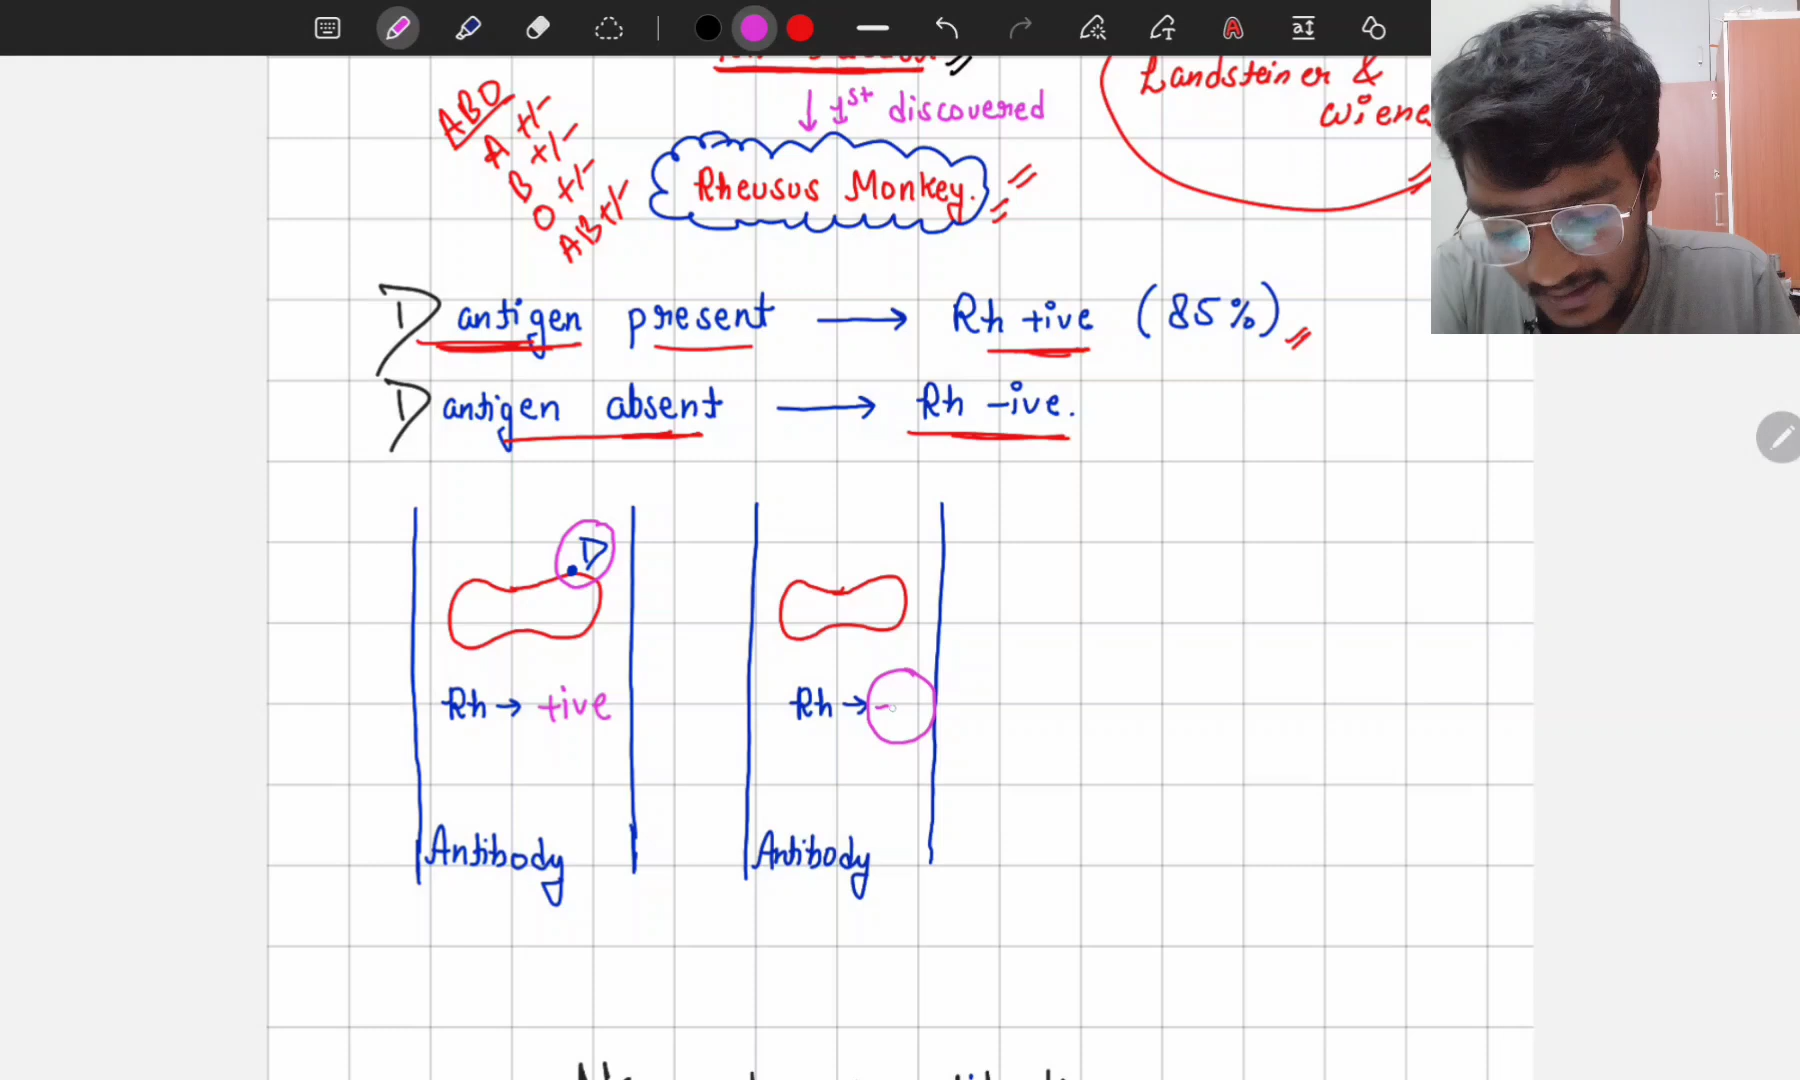 Landsteiner &
Wiene
↓ 1st discovered
ABO
A +/-
B +/-
O +/-
AB +/-
Rheusus Monkey.
D antigen present → Rh +ive (85%)
D antigen absent → Rh -ive.
D
Rh → +ive
Rh → -
Antibody
Antibody